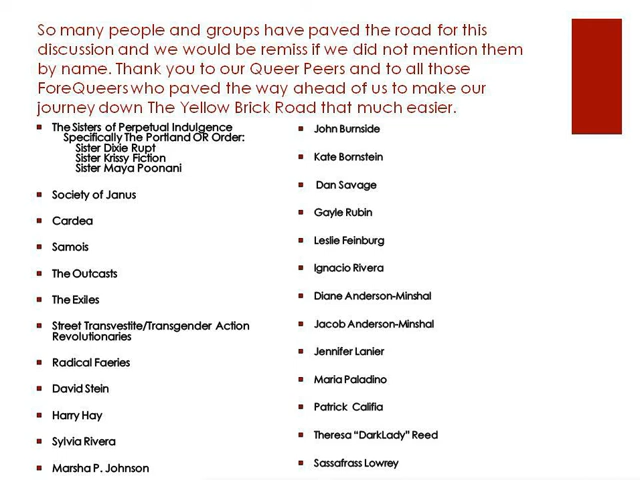 So many people and groups have paved the road for this
discussion and we would be remiss if we did not mention them
by name. Thank you to our Queer Peers and to all those
ForeQueers who paved the way ahead of us to make our
journey down The Yellow Brick Road that much easier.
The Sisters of Perpetual Indulgence
Specifically The Portland OR Order:
Sister Dixie Rupt
Sister Krissy Fiction
Sister Maya Poonani
Society of Janus
Cardea
Samois
The Outcasts
The Exiles
Street Transvestite/Transgender Action
Revolutionaries
Radical Faeries
David Stein
Harry Hay
Sylvia Rivera
Marsha P. Johnson
John Burnside
Kate Bornstein
Dan Savage
Gayle Rubin
Leslie Feinburg
Ignacio Rivera
Diane Anderson-Minshal
Jacob Anderson-Minshal
Jennifer Lanier
Maria Paladino
Patrick Califia
Theresa “DarkLady” Reed
Sassafrass Lowrey